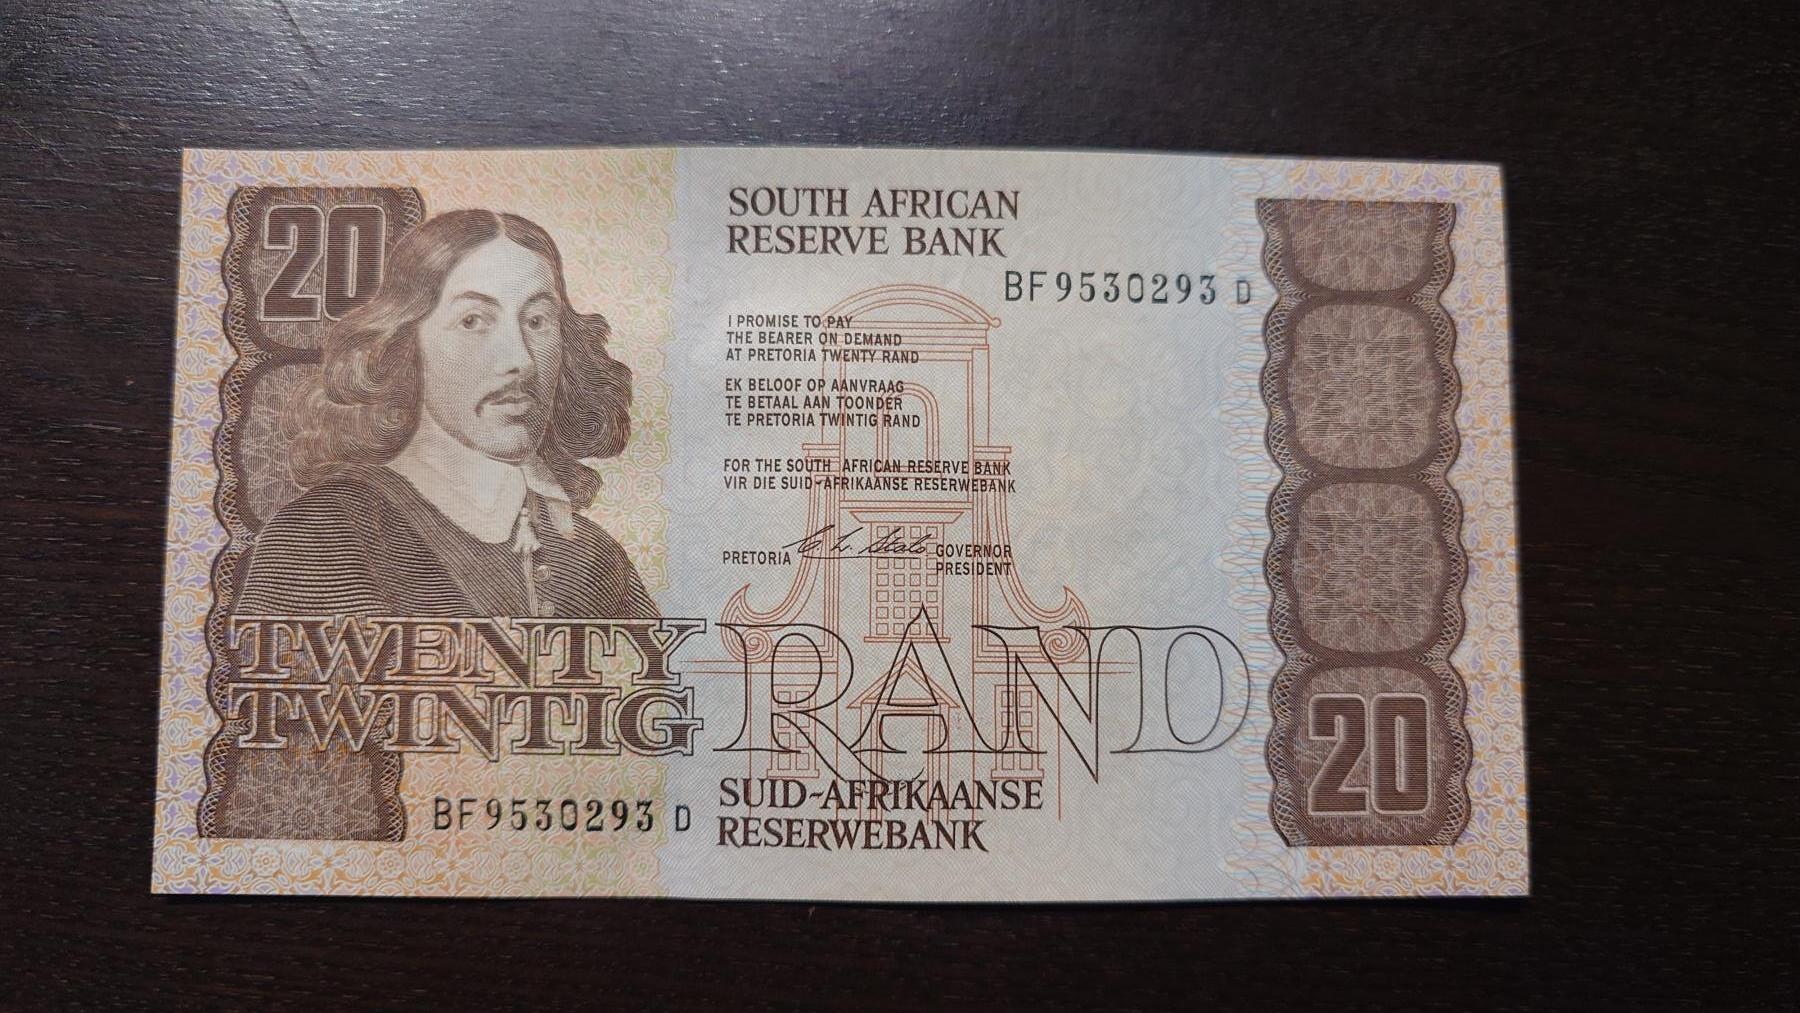 20
SOUTH AFRICAN
RESERVE BANK
BF9530293 D
I PROMISE TO PAY
THE BEARER ON DEMAND
AT PRETORIA TWENTY RAND
EK BELOOF OP AANVRAAG
TE BETAAL AAN TOONDER
TE PRETORIA TWINTIG RAND
FOR THE SOUTH AFRICAN RESERVE BANK
VIR DIE SUID-AFRIKAANSE RESERWEBANK
PRETORIA
GOVERNOR
PRESIDENT
TWENTY
TWINTIG
RAND
20
BF9530293 D
SUID-AFRIKAANSE
RESERWEBANK